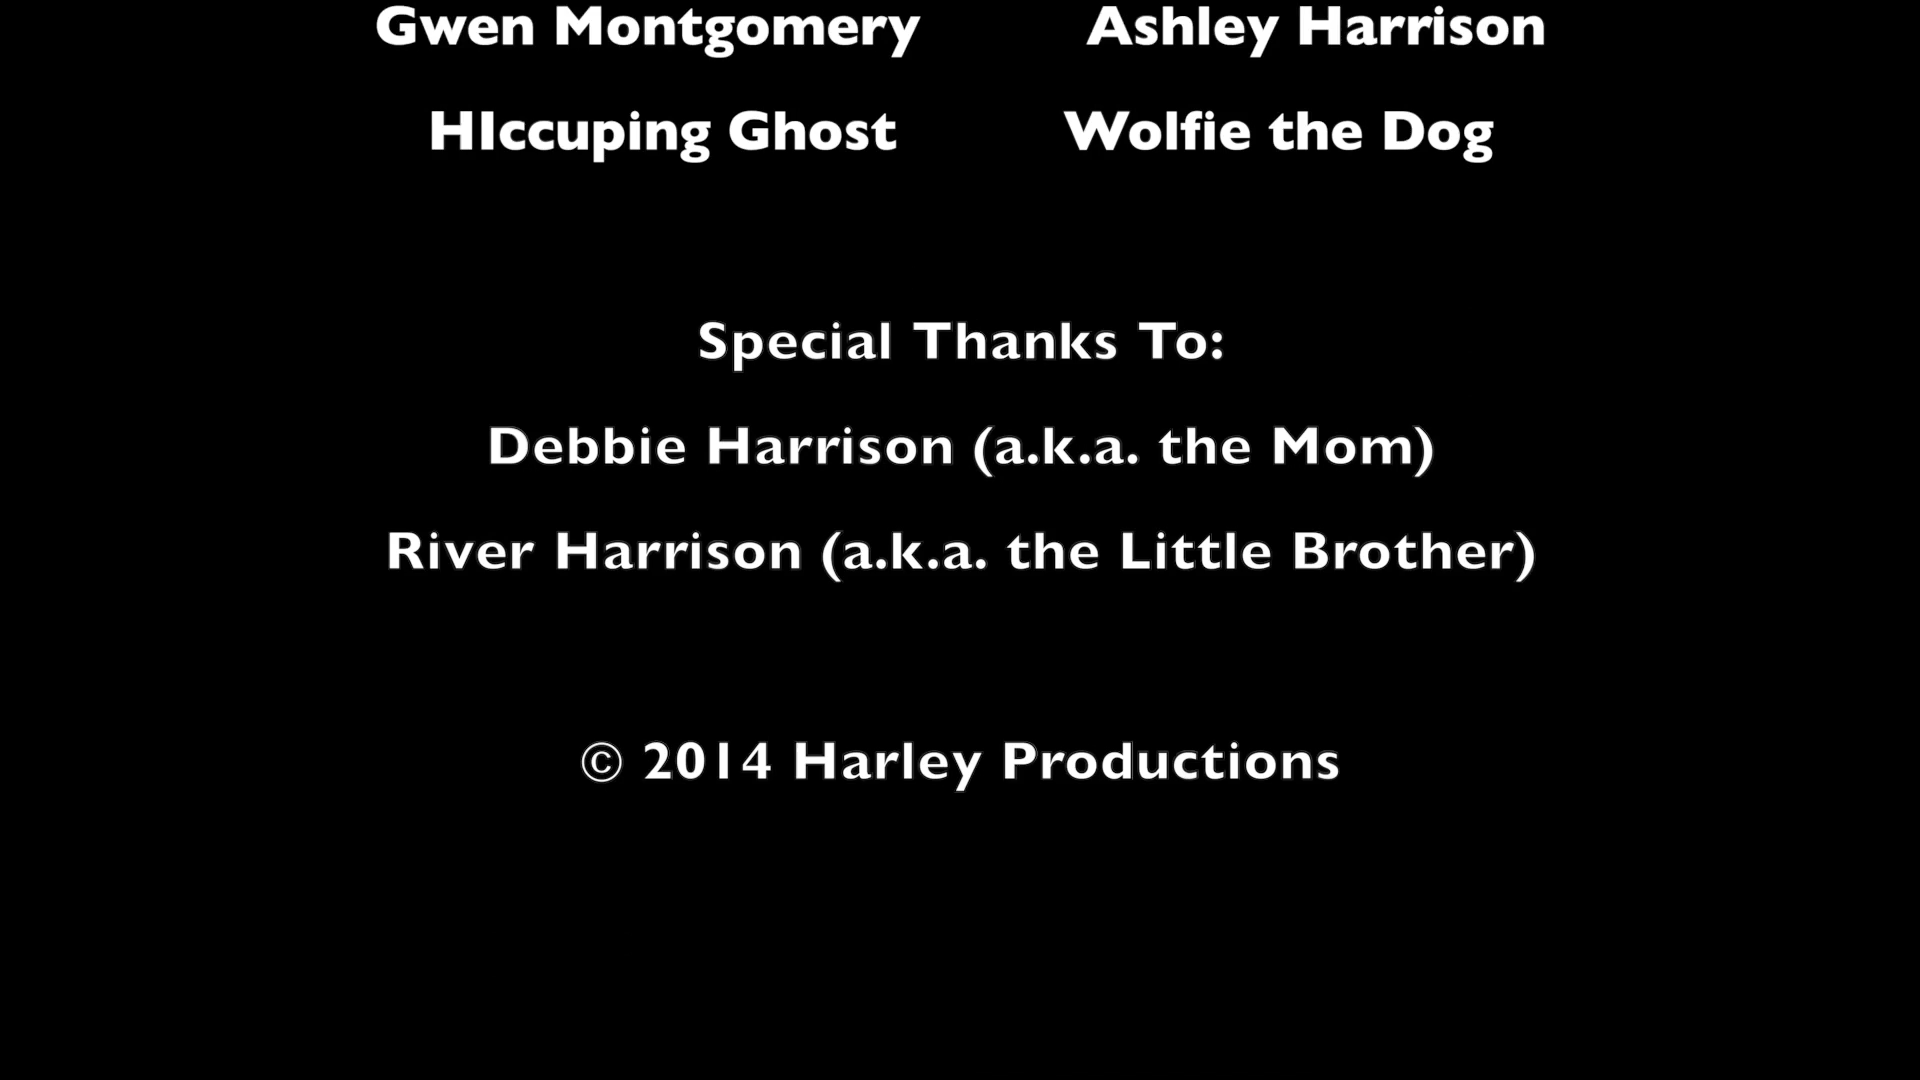 Gwen Montgomery Ashley Harrison
HIccuping Ghost Wolfie the Dog
Special Thanks To:
Debbie Harrison (a.k.a. the Mom)
River Harrison (a.k.a. the Little Brother)
© 2014 Harley Productions